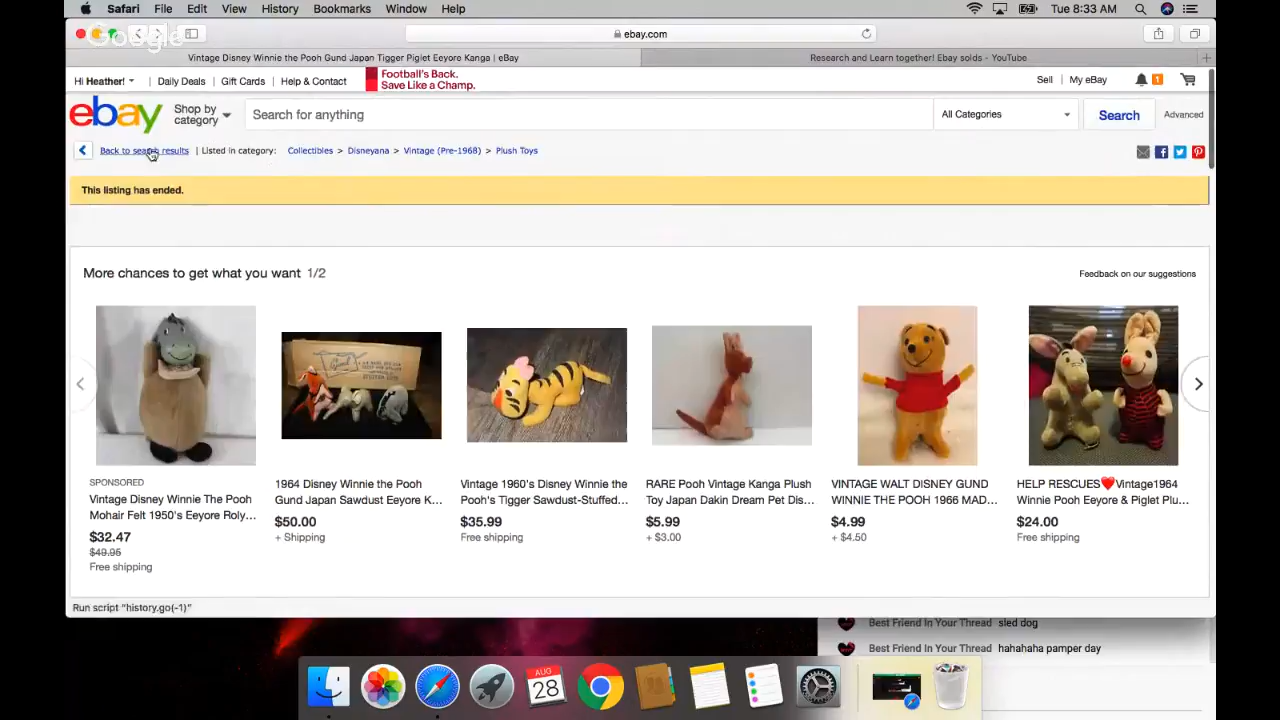 Safari File Edit View History Bookmarks Window Help Tue 8:33 AM
Google
ebay.com
Vintage Disney Winnie the Pooh Gund Japan Tigger Piglet Eeyore Kanga | eBay
Research and Learn together! Ebay solds - YouTube
Hi Heather! | Daily Deals | Gift Cards | Help & Contact
Football's Back.
Save Like a Champ.
Sell My eBay 1
ebay
Shop by
category
Search for anything
All Categories
Search
Advanced
Back to search results | Listed in category: Collectibles > Disneyana > Vintage (Pre-1968) > Plush Toys
This listing has ended.
More chances to get what you want 1/2
Feedback on our suggestions
SPONSORED
Vintage Disney Winnie The Pooh
Mohair Felt 1950's Eeyore Roly...
$32.47
$49.95
Free shipping
1964 Disney Winnie the Pooh
Gund Japan Sawdust Eeyore K...
$50.00
+ Shipping
Vintage 1960's Disney Winnie the
Pooh's Tigger Sawdust-Stuffed...
$35.99
Free shipping
RARE Pooh Vintage Kanga Plush
Toy Japan Dakin Dream Pet Dis...
$5.99
+ $3.00
VINTAGE WALT DISNEY GUND
WINNIE THE POOH 1966 MAD...
$4.99
+ $4.50
HELP RESCUES❤️Vintage1964
Winnie Pooh Eeyore & Piglet Plu...
$24.00
Free shipping
Run script "history.go(-1)"
Best Friend In Your Thread sled dog
Best Friend In Your Thread hahahaha pamper day
AUG
28